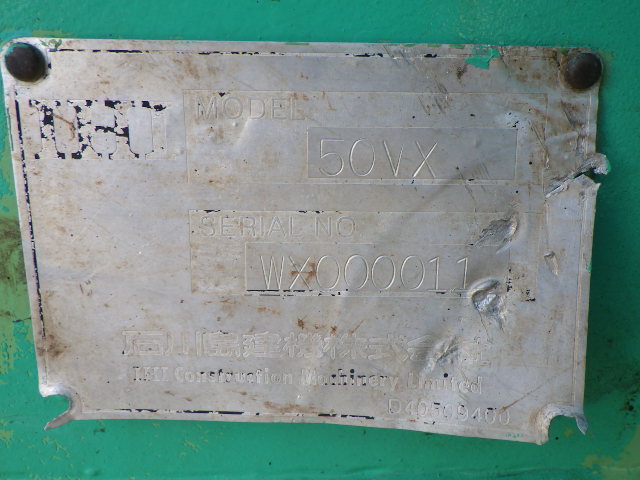 IHI
MODEL
50VX
SERIAL NO
WX000011
石川島建機株式会社
IHI Construction Machinery Limited
D40509400